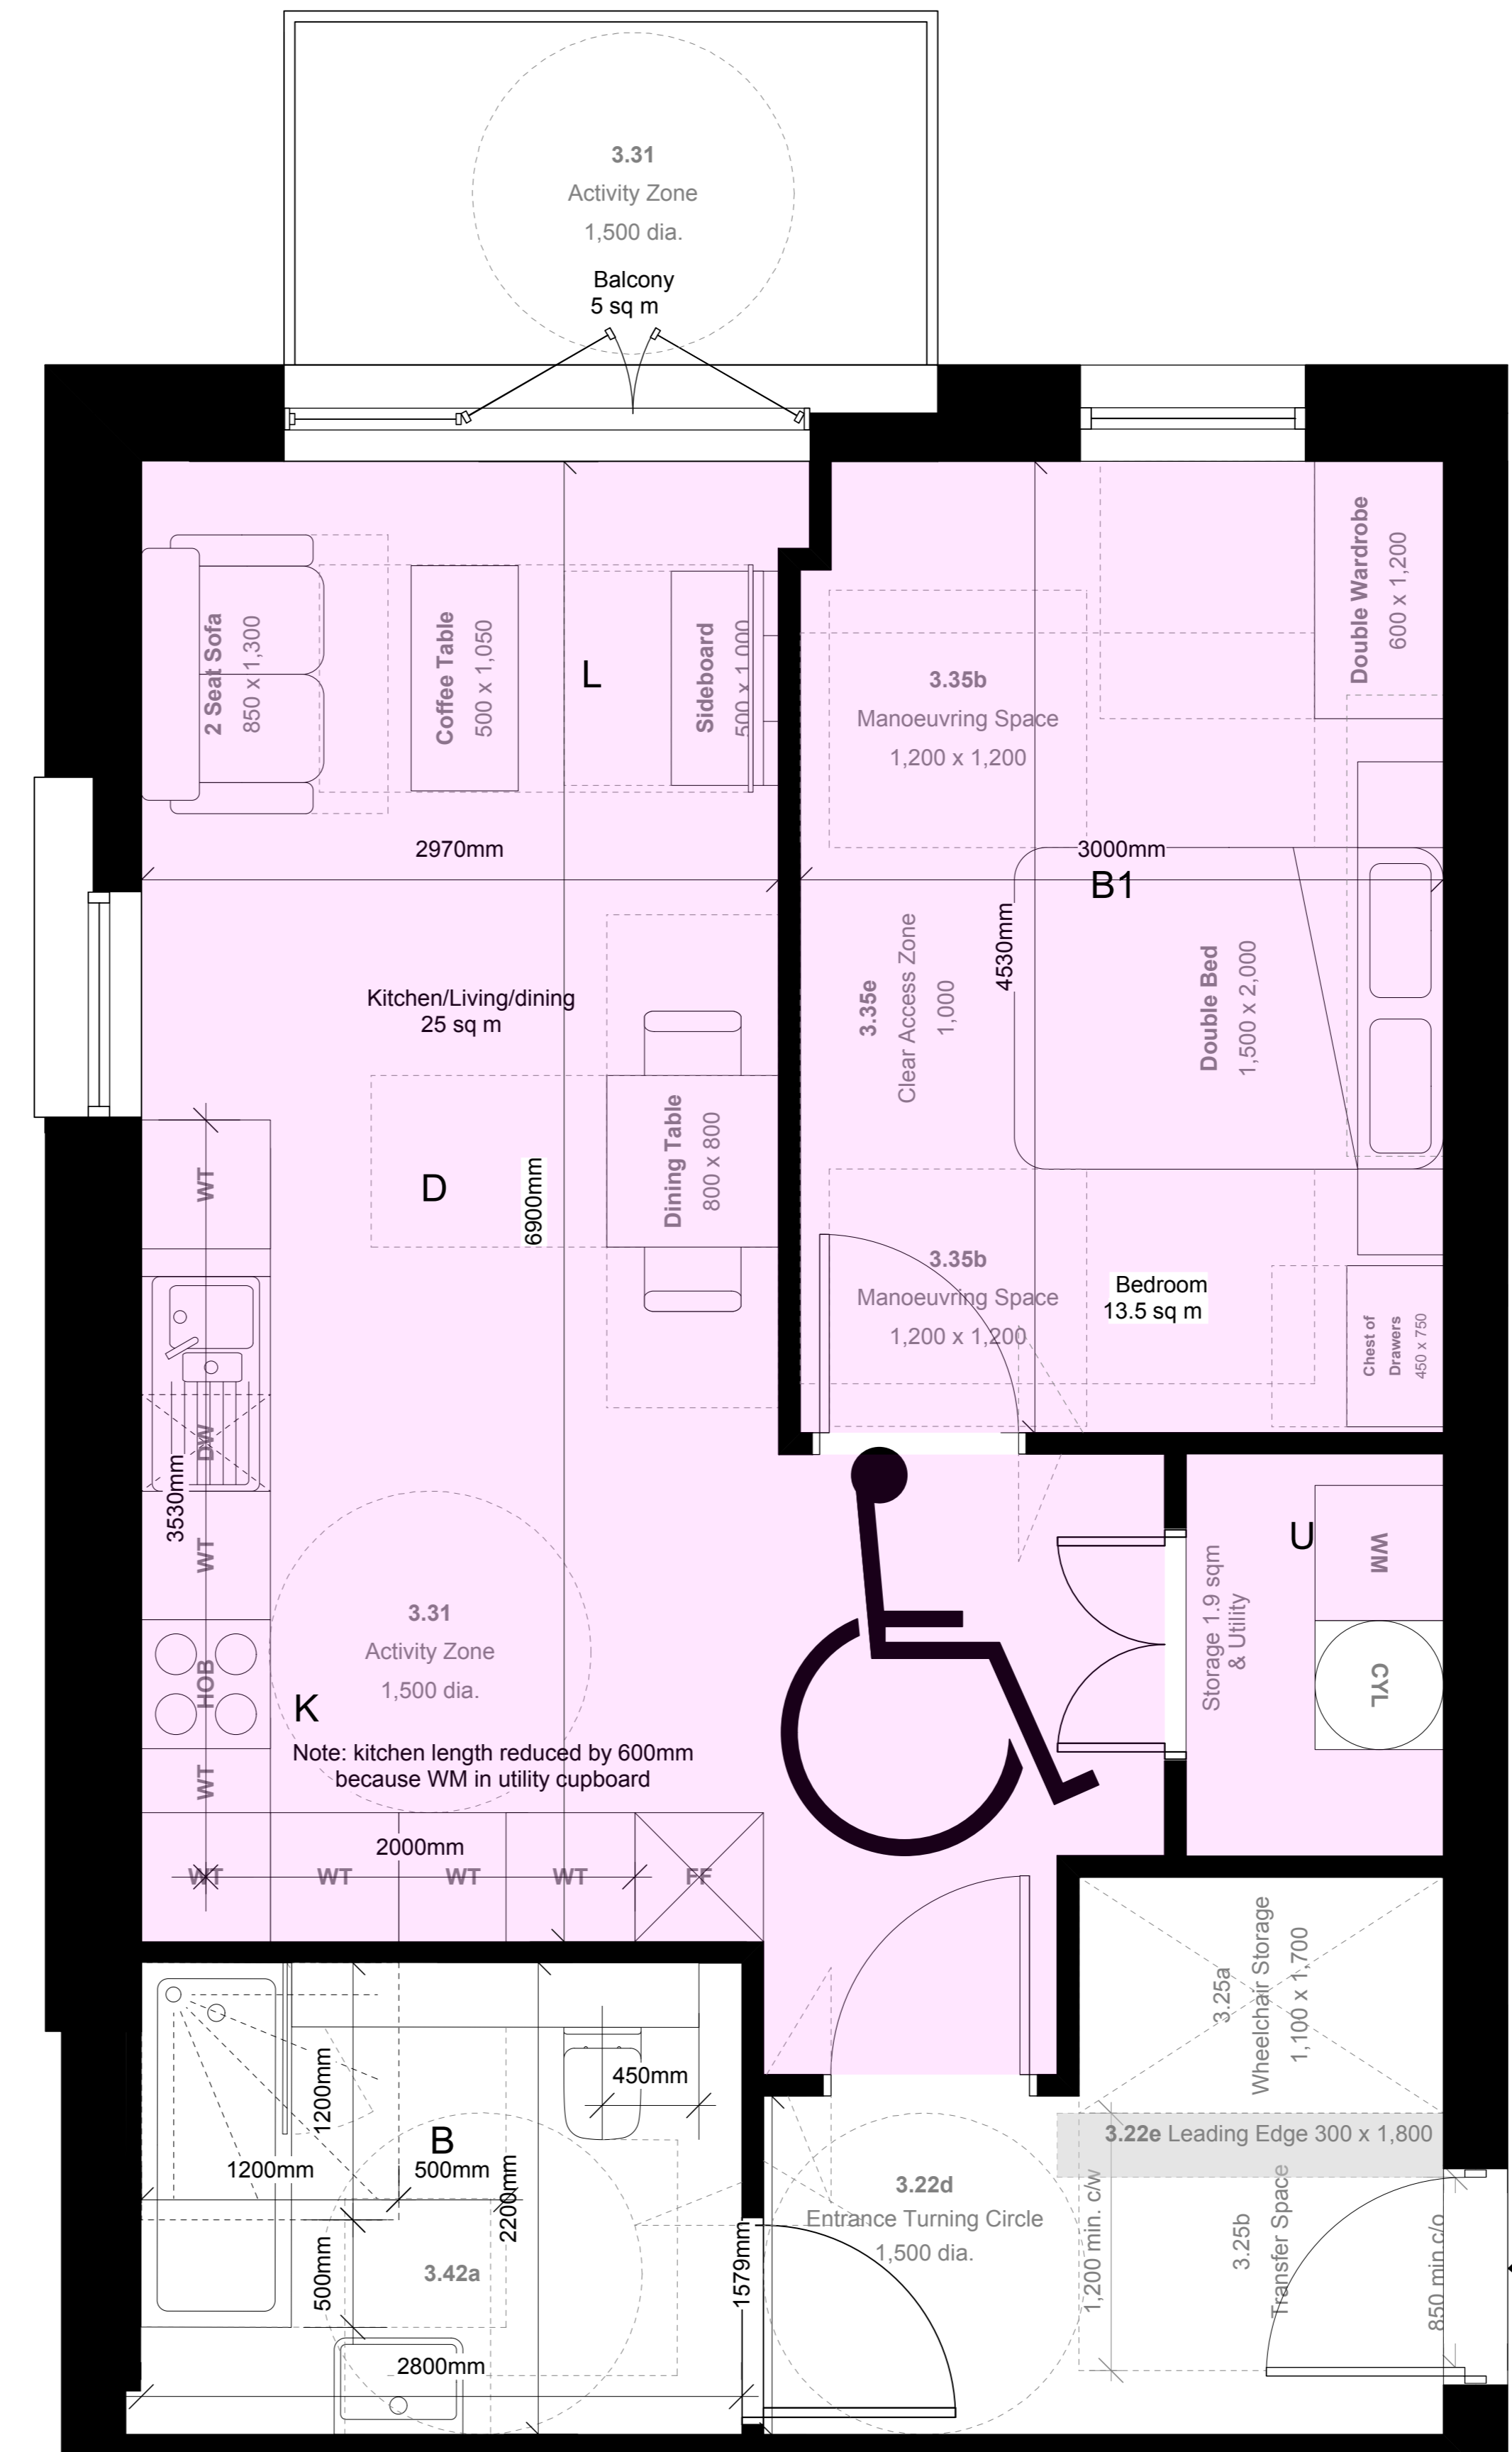 3.31
Activity Zone
1,500 dia.
Balcony
5 sq m
2 Seat Sofa
850 x 1,300
Coffee Table
500 x 1,050
L
Sideboard
500 x 1,000
3.35b
Manoeuvring Space
1,200 x 1,200
Double Wardrobe
600 x 1,200
2970mm
3000mm
B1
Kitchen/Living/dining
25 sq m
3.35e
Clear Access Zone
1,000
4530mm
Double Bed
1,500 x 2,000
WT
D
6900mm
Dining Table
800 x 800
3.35b
Manoeuvring Space
1,200 x 1,200
Bedroom
13.5 sq m
Chest of
Drawers
450 x 750
DW
3530mm
WT
HOB
WT
3.31
Activity Zone
1,500 dia.
K
Note: kitchen length reduced by 600mm
because WM in utility cupboard
U
WM
CYL
Storage 1.9 sqm
& Utility
2000mm
WT
WT
WT
WT
FF
3.25a
Wheelchair Storage
1,100 x 1,700
1200mm
450mm
B
1200mm
500mm
2200mm
500mm
3.42a
2800mm
1579mm
3.22e Leading Edge 300 x 1,800
3.22d
Entrance Turning Circle
1,500 dia.
1,200 min. c/w
3.25b
Transfer Space
850 min c/o